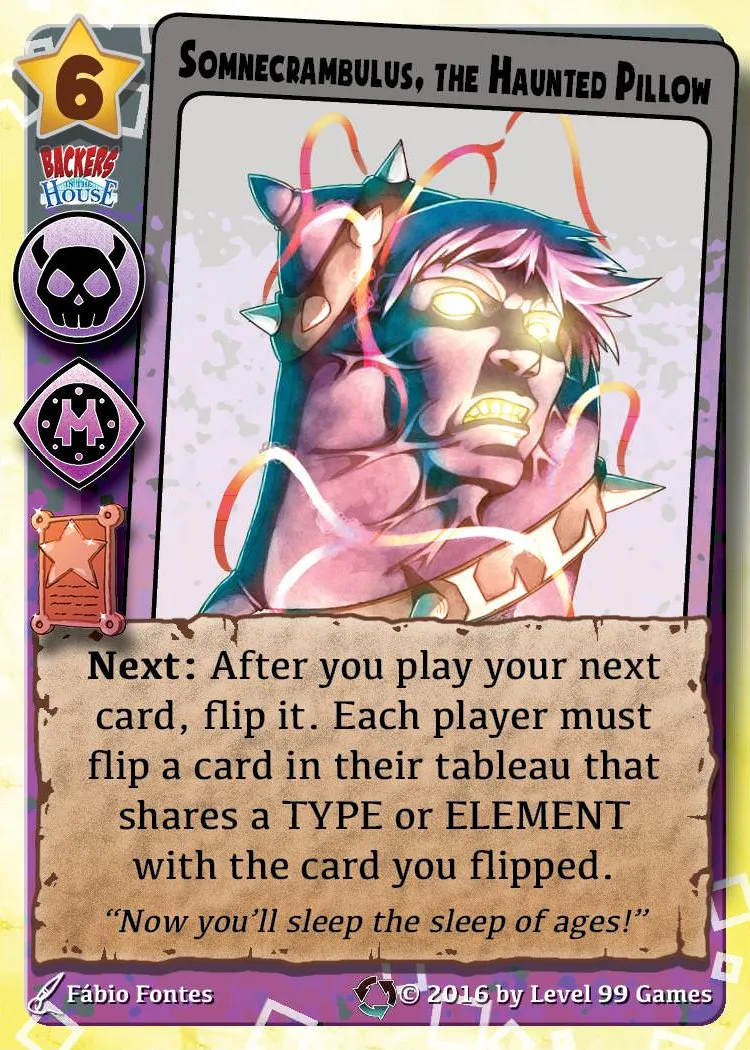 6
SOMNECRAMBULUS, THE HAUNTED PILLOW
BACKERS
IN THE
HOUSE
M
Next: After you play your next
card, flip it. Each player must
flip a card in their tableau that
shares a TYPE or ELEMENT
with the card you flipped.
“Now you’ll sleep the sleep of ages!”
Fábio Fontes
© 2016 by Level 99 Games